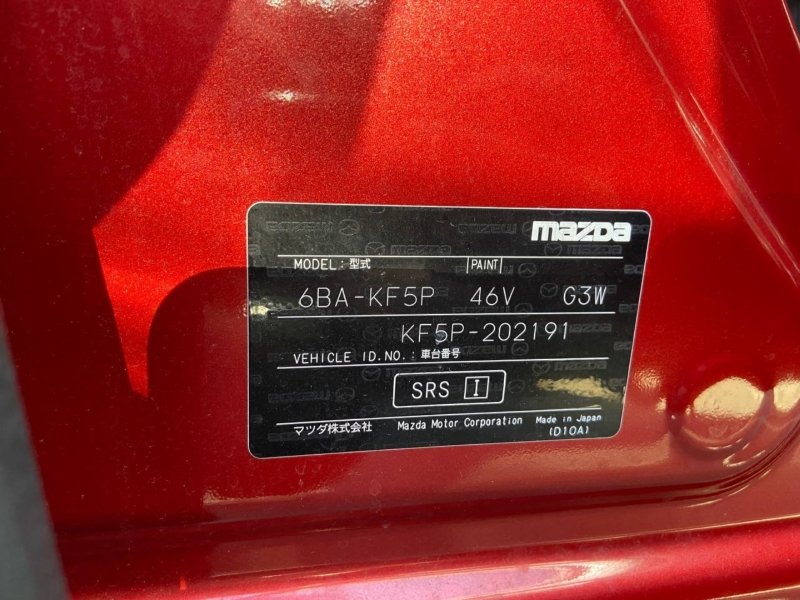 mazda
MODEL:型式 PAINT
6BA-KF5P 46V G3W
KF5P-202191
VEHICLE ID.NO.:車台番号
SRS I
マツダ株式会社 Mazda Motor Corporation Made in Japan
(D10A)